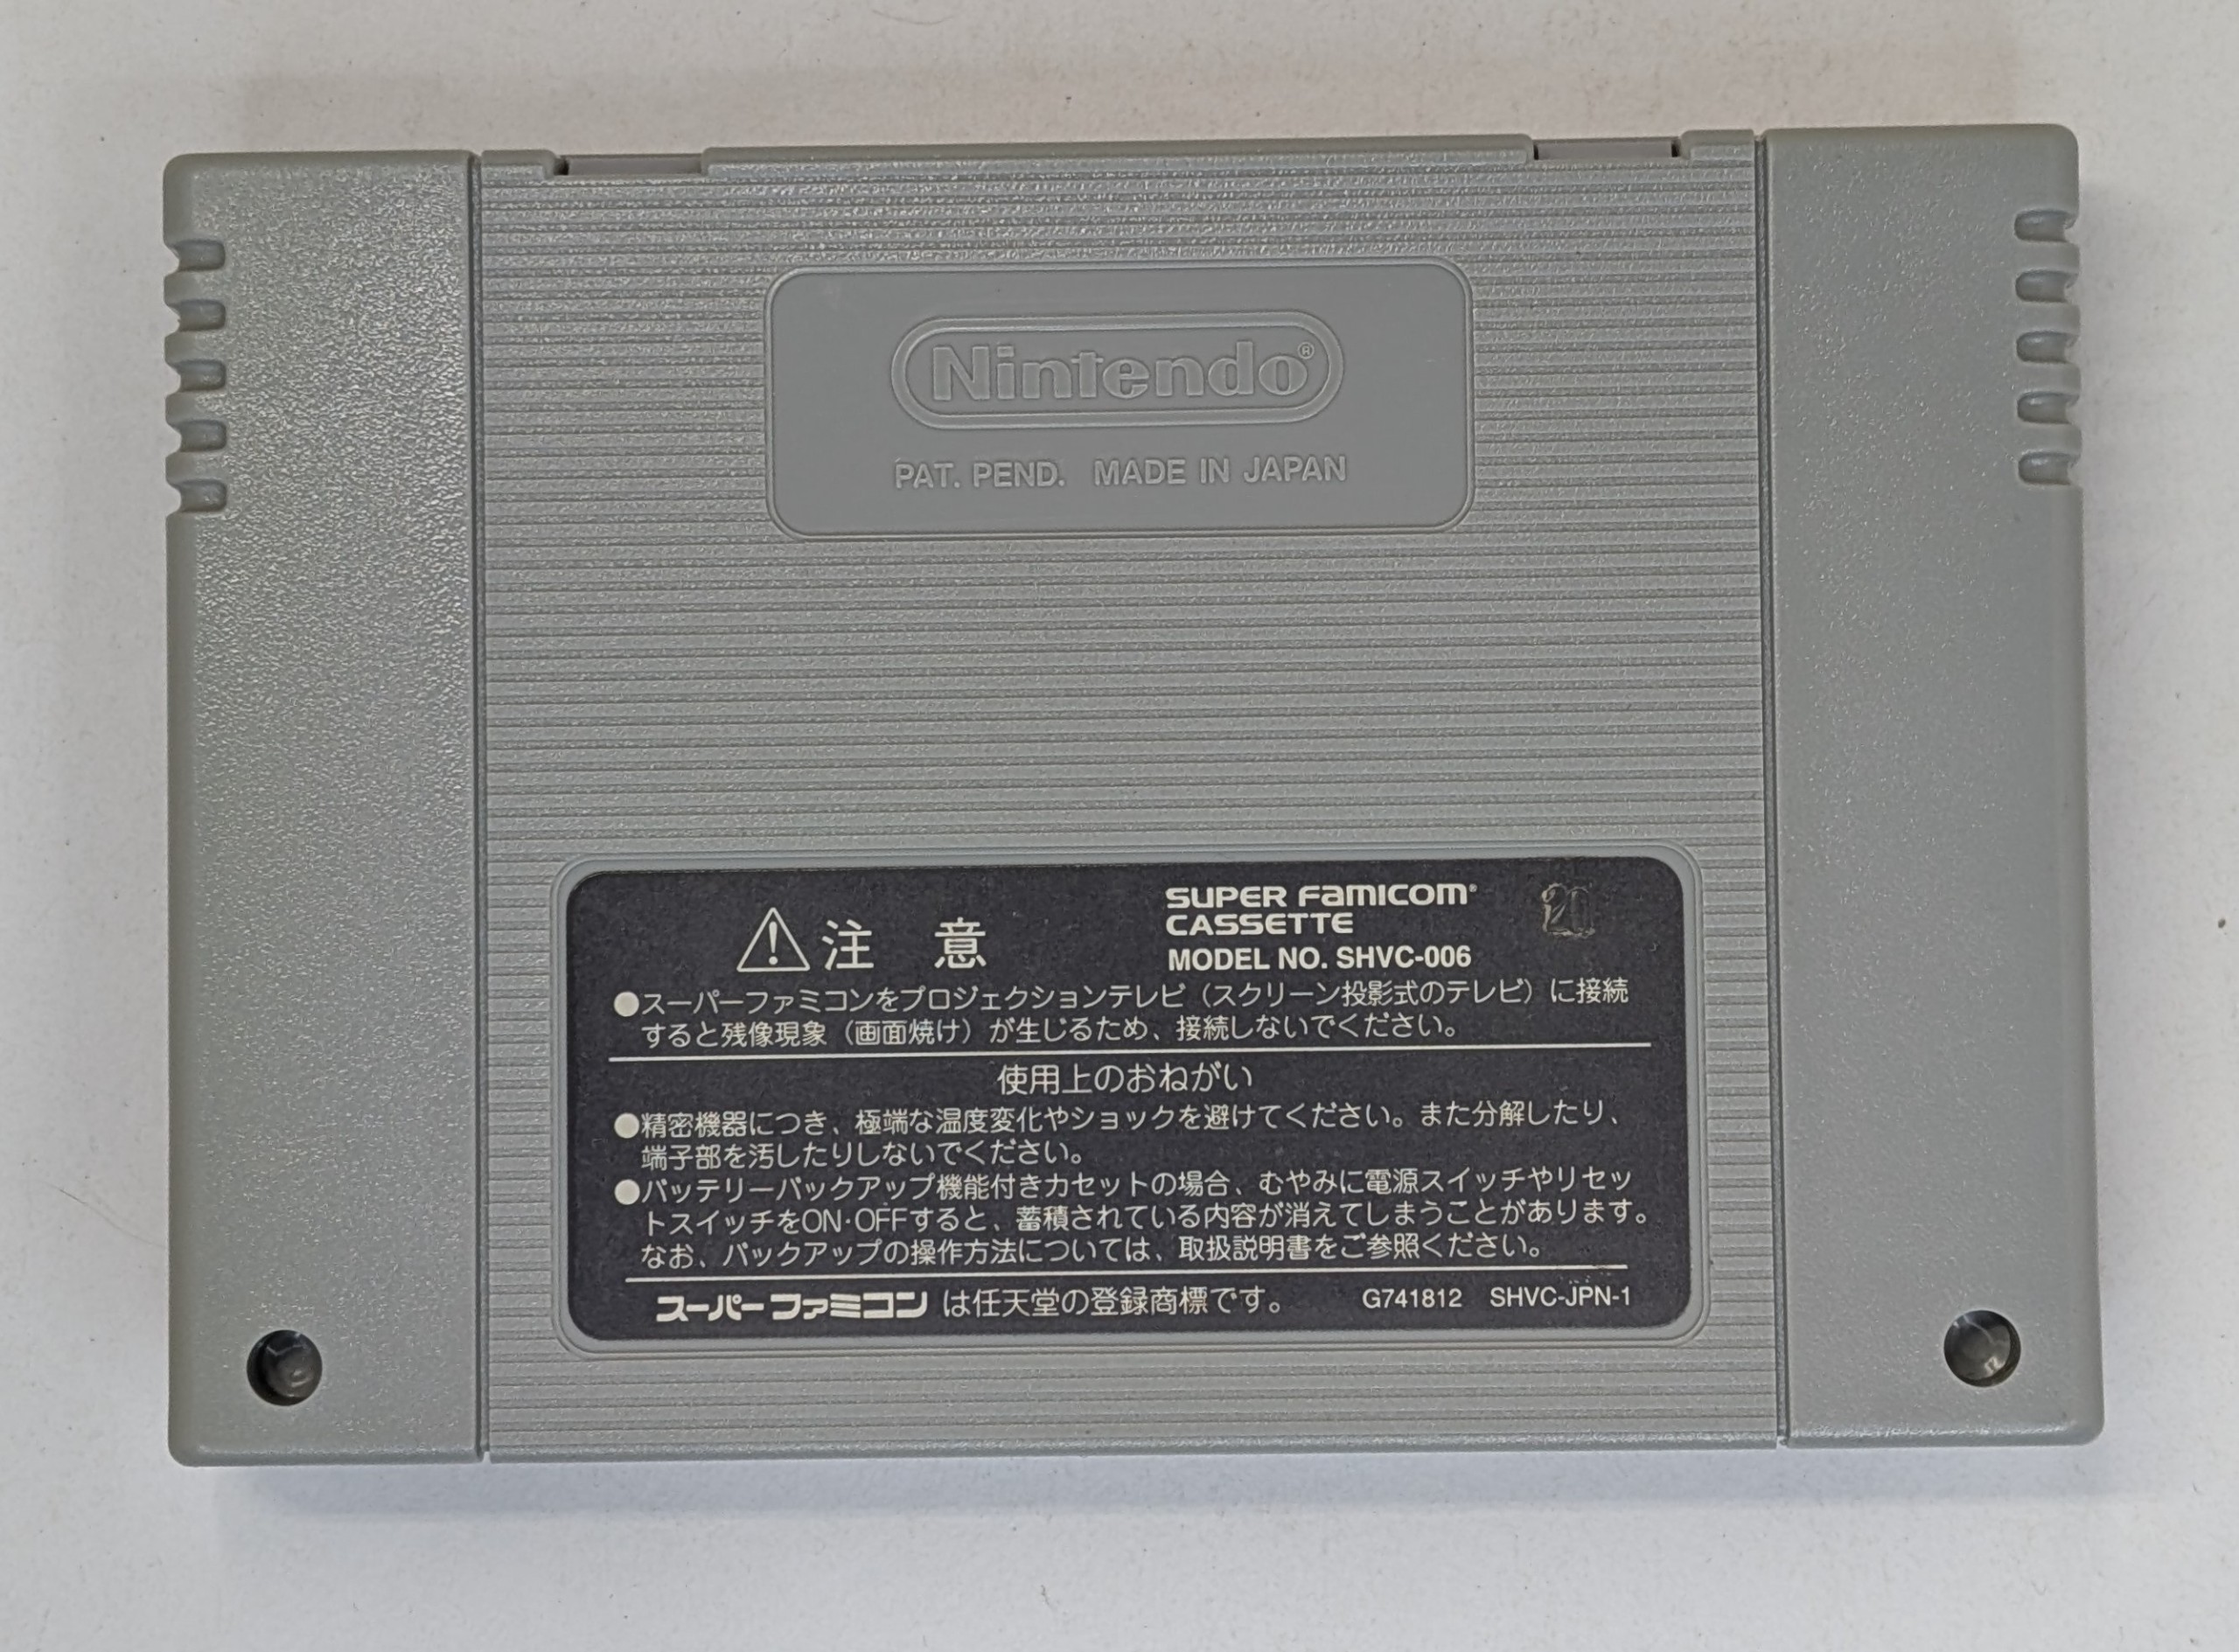 Nintendo®
PAT. PEND. MADE IN JAPAN
SUPER FAMICOM®
CASSETTE
注 意
MODEL NO. SHVC-006
20
●スーパーファミコンをプロジェクションテレビ（スクリーン投影式のテレビ）に接続
すると残像現象（画面焼け）が生じるため、接続しないでください。
使用上のおねがい
●精密機器につき、極端な温度変化やショックを避けてください。また分解したり、
端子部を汚したりしないでください。
●バッテリーバックアップ機能付きカセットの場合、むやみに電源スイッチやリセッ
トスイッチをON·OFFすると、蓄積されている内容が消えてしまうことがあります。
なお、バックアップの操作方法については、取扱説明書をご参照ください。
スーパーファミコン は任天堂の登録商標です。 G741812 SHVC-JPN-1